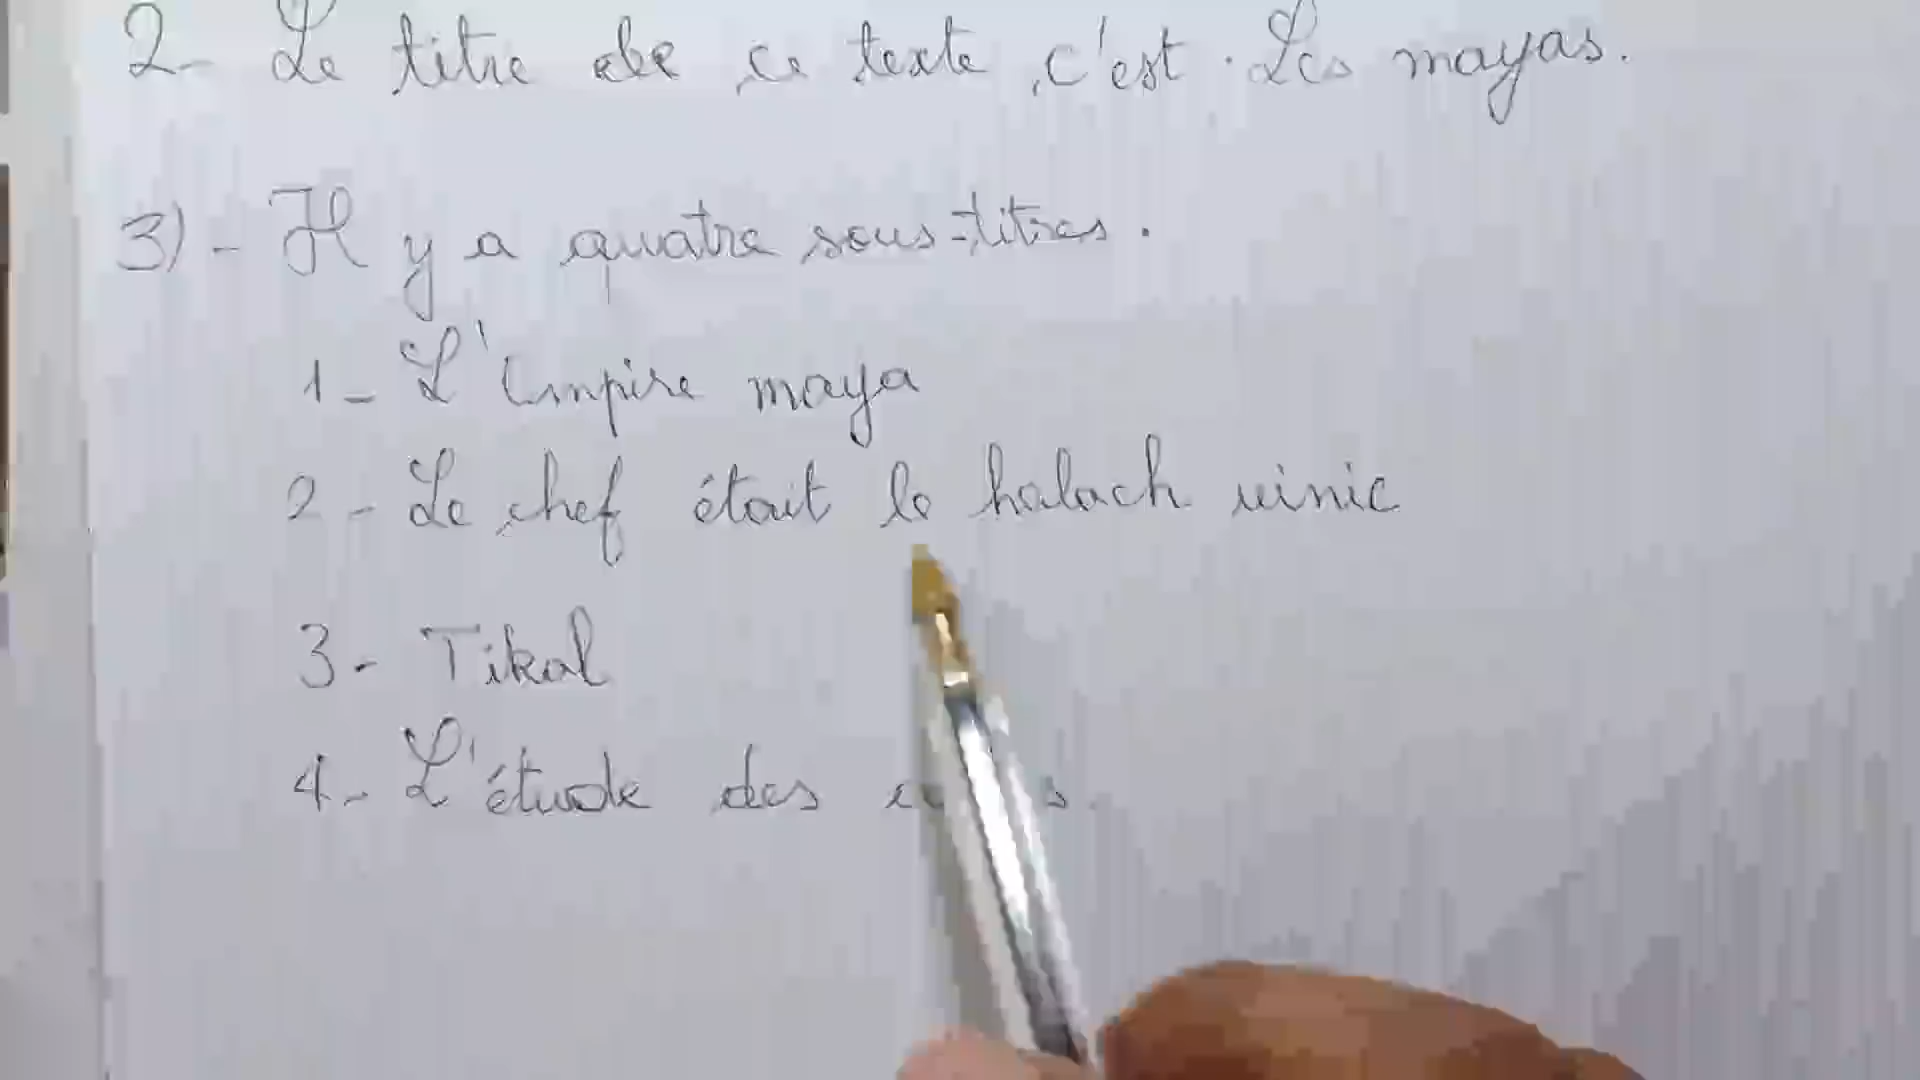 2- Le titre de ce texte, c'est. Les mayas.
3)- Il y a quatre sous-titres.
1- L'Empire maya
2- Le chef était le halach uinic
3- Tikal
4- L'étude des